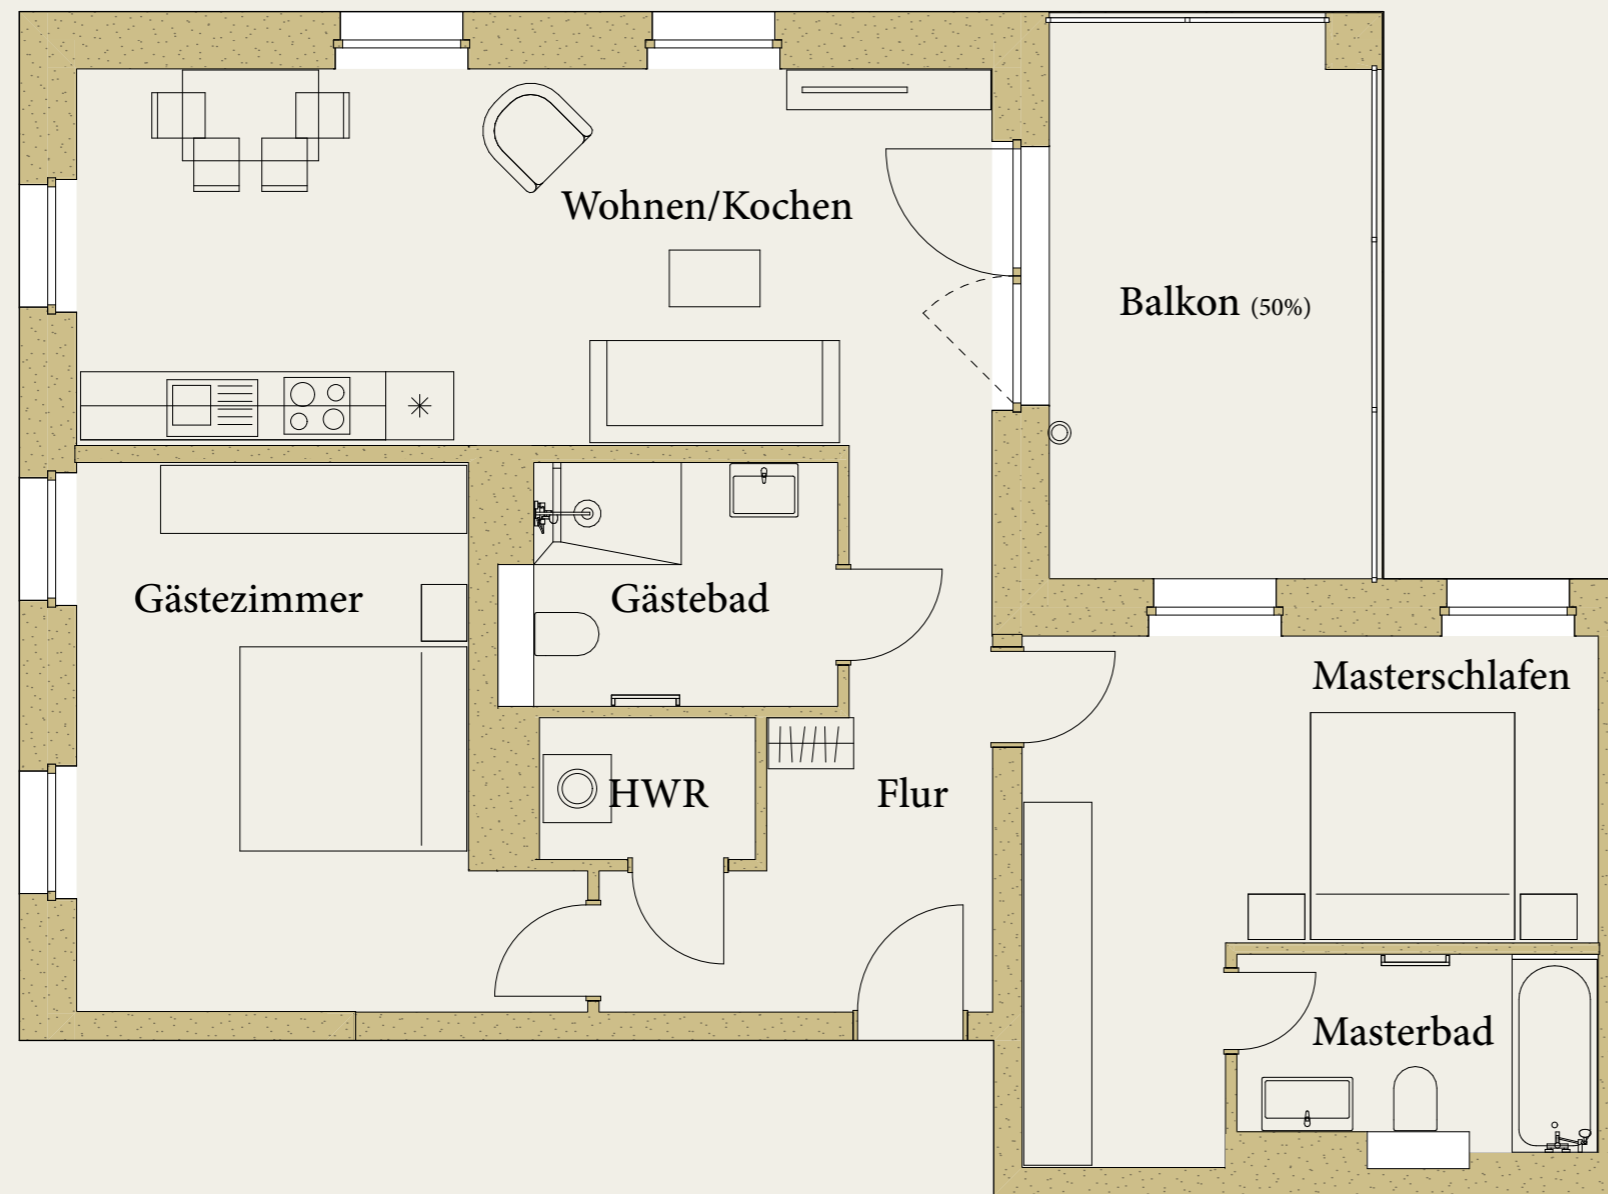 Wohnen/Kochen
Balkon (50%)
Gästezimmer
Gästebad
Masterschlafen
HWR
Flur
Masterbad